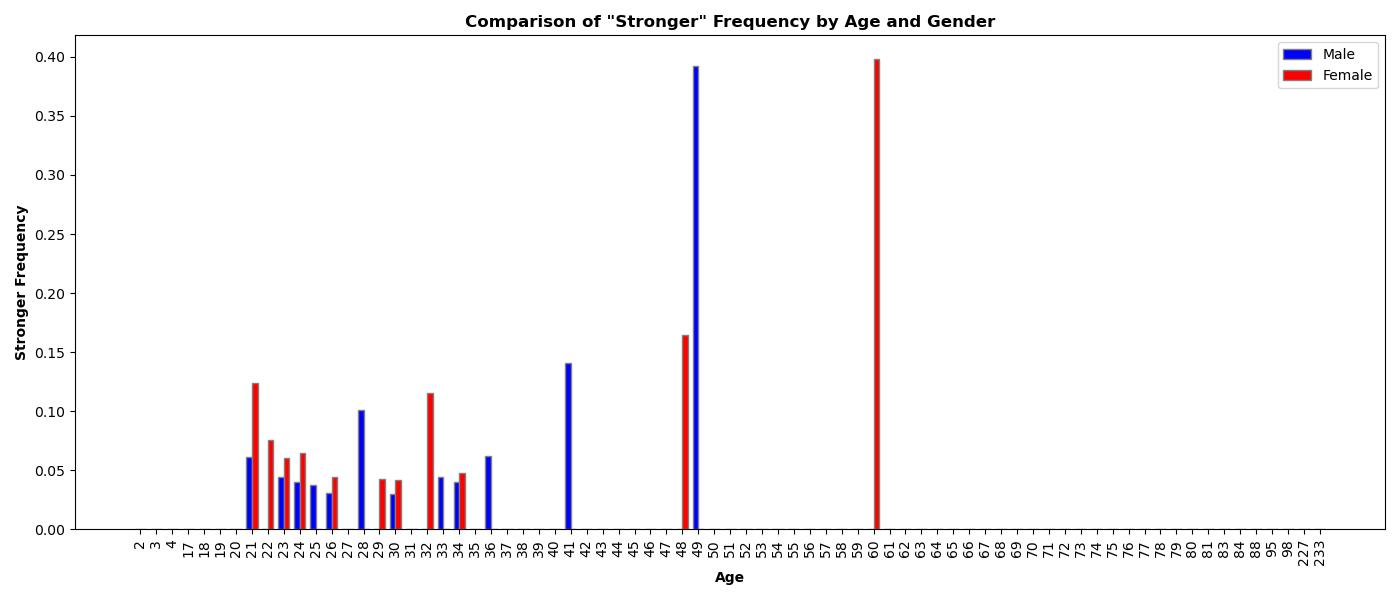 Comparison of "Stronger" Frequency by Age and Gender
Male
Female
Stronger Frequency
0.40
0.35
0.30
0.25
0.20
0.15
0.10
0.05
0.00
2 3 4 17 18 19 20 21 22 23 24 25 26 27 28 29 30 31 32 33 34 35 36 37 38 39 40 41 42 43 44 45 46 47 48 49 50 51 52 53 54 55 56 57 58 59 60 61 62 63 64 65 66 67 68 69 70 71 72 73 74 75 76 77 78 79 80 81 83 84 88 95 98 227 233
Age